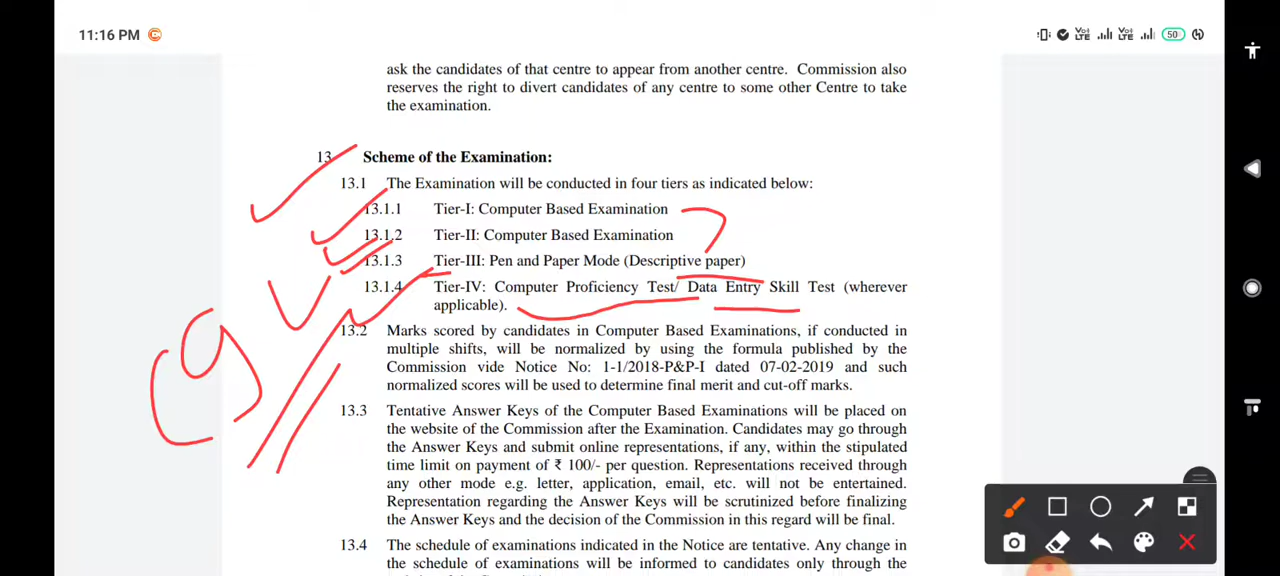 11:16 PM
Vo) LTE Vo) LTE 50
ask the candidates of that centre to appear from another centre. Commission also
reserves the right to divert candidates of any centre to some other Centre to take
the examination.
13 Scheme of the Examination:
13.1 The Examination will be conducted in four tiers as indicated below:
13.1.1 Tier-I: Computer Based Examination
13.1.2 Tier-II: Computer Based Examination
13.1.3 Tier-III: Pen and Paper Mode (Descriptive paper)
13.1.4 Tier-IV: Computer Proficiency Test/ Data Entry Skill Test (wherever
applicable).
13.2 Marks scored by candidates in Computer Based Examinations, if conducted in
multiple shifts, will be normalized by using the formula published by the
Commission vide Notice No: 1-1/2018-P&P-I dated 07-02-2019 and such
normalized scores will be used to determine final merit and cut-off marks.
13.3 Tentative Answer Keys of the Computer Based Examinations will be placed on
the website of the Commission after the Examination. Candidates may go through
the Answer Keys and submit online representations, if any, within the stipulated
time limit on payment of ₹ 100/- per question. Representations received through
any other mode e.g. letter, application, email, etc. will not be entertained.
Representation regarding the Answer Keys will be scrutinized before finalizing
the Answer Keys and the decision of the Commission in this regard will be final.
13.4 The schedule of examinations indicated in the Notice are tentative. Any change in
the schedule of examinations will be informed to candidates only through the